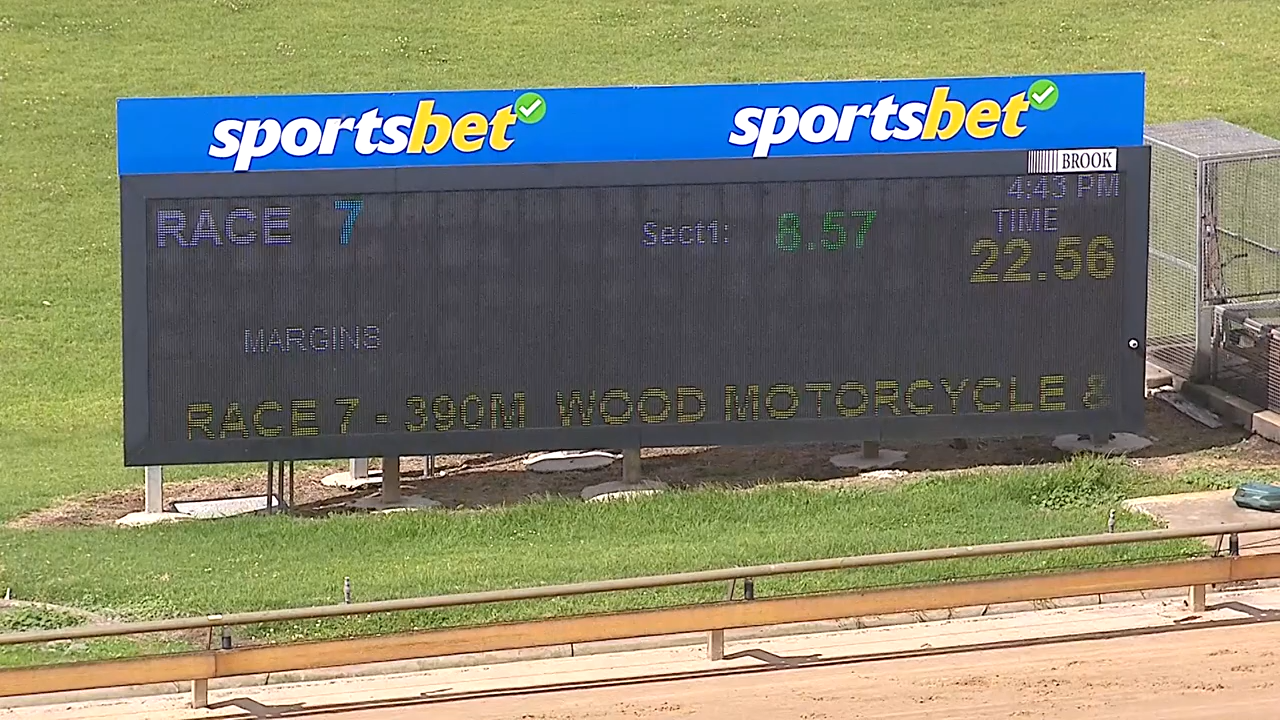 sportsbet sportsbet
BROOK
4:43 PM
RACE 7 Sect1: 8.57 TIME
22.56
MARGINS
RACE 7 - 390M WOOD MOTORCYCLE &